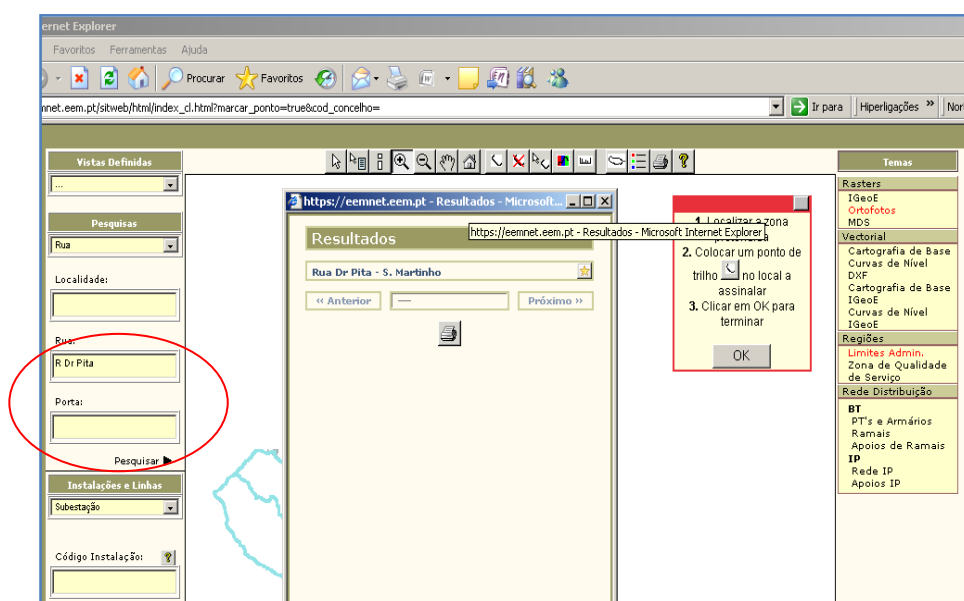 ernet Explorer
Favoritos Ferramentas Ajuda
Procurar Favoritos
nnet.eem.pt/sitweb/html/index_cl.html?marcar_ponto=true&cod_concelho=
Ir para Hiperligações » Nor
Vistas Definidas
...
Pesquisas
Rua
Localidade:
Rua:
R Dr Pita
Porta:
Pesquisar
Instalações e Linhas
Subestação
Código Instalação:
https://eemnet.eem.pt - Resultados - Microsoft...
Resultados
https://eemnet.eem.pt - Resultados - Microsoft Internet Explorer
Rua Dr Pita - S. Martinho
‹‹ Anterior
Próximo ››
1. Localizar a zona
2. Colocar um ponto de
trilho no local a
assinalar
3. Clicar em OK para
terminar
OK
Temas
Rasters
IGeoE
Ortofotos
MDS
Vectorial
Cartografia de Base
Curvas de Nível
DXF
Cartografia de Base
IGeoE
Curvas de Nível
IGeoE
Regiões
Limites Admin.
Zona de Qualidade
de Serviço
Rede Distribuição
BT
PT's e Armários
Ramais
Apoios de Ramais
IP
Rede IP
Apoios IP